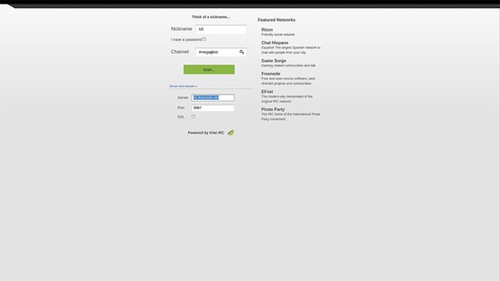 Think of a nickname...
Nickname
I have a password
Channel
Start...
Server and network
Server
Port
6667
SSL
Powered by Kiwi IRC
Featured Networks
Rizon
Friendly social network
Chat Hispano
Español! The largest Spanish network to
chat with people from your city.
Game Surge
Gaming related communities and talk
Freenode
Free and open source software, peer
directed projects and communities.
EFnet
The modern-day descendant of the
original IRC network
Pirate Party
The IRC home of the International Pirate
Party movement